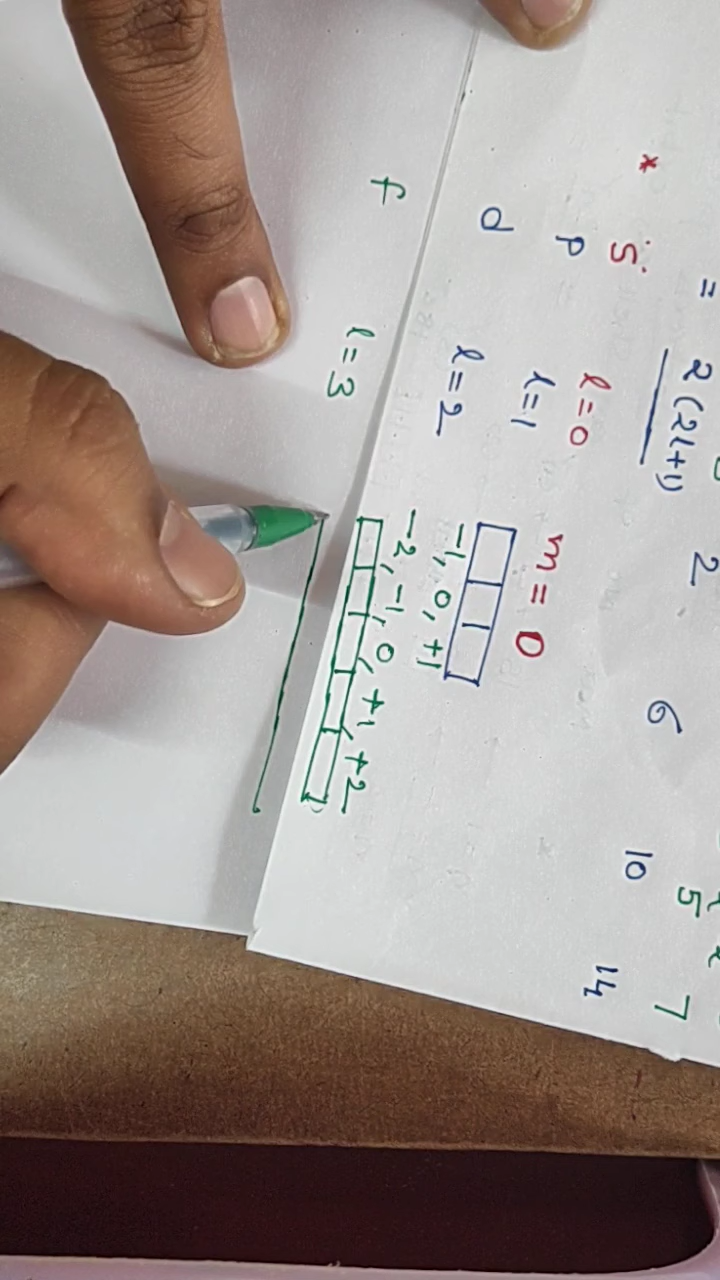 5 7
= 2(2l+1) 2 6 10 14
* s l=0 m = 0
p l=1
-1, 0, +1
d l=2
-2, -1, 0, +1, +2
f l=3